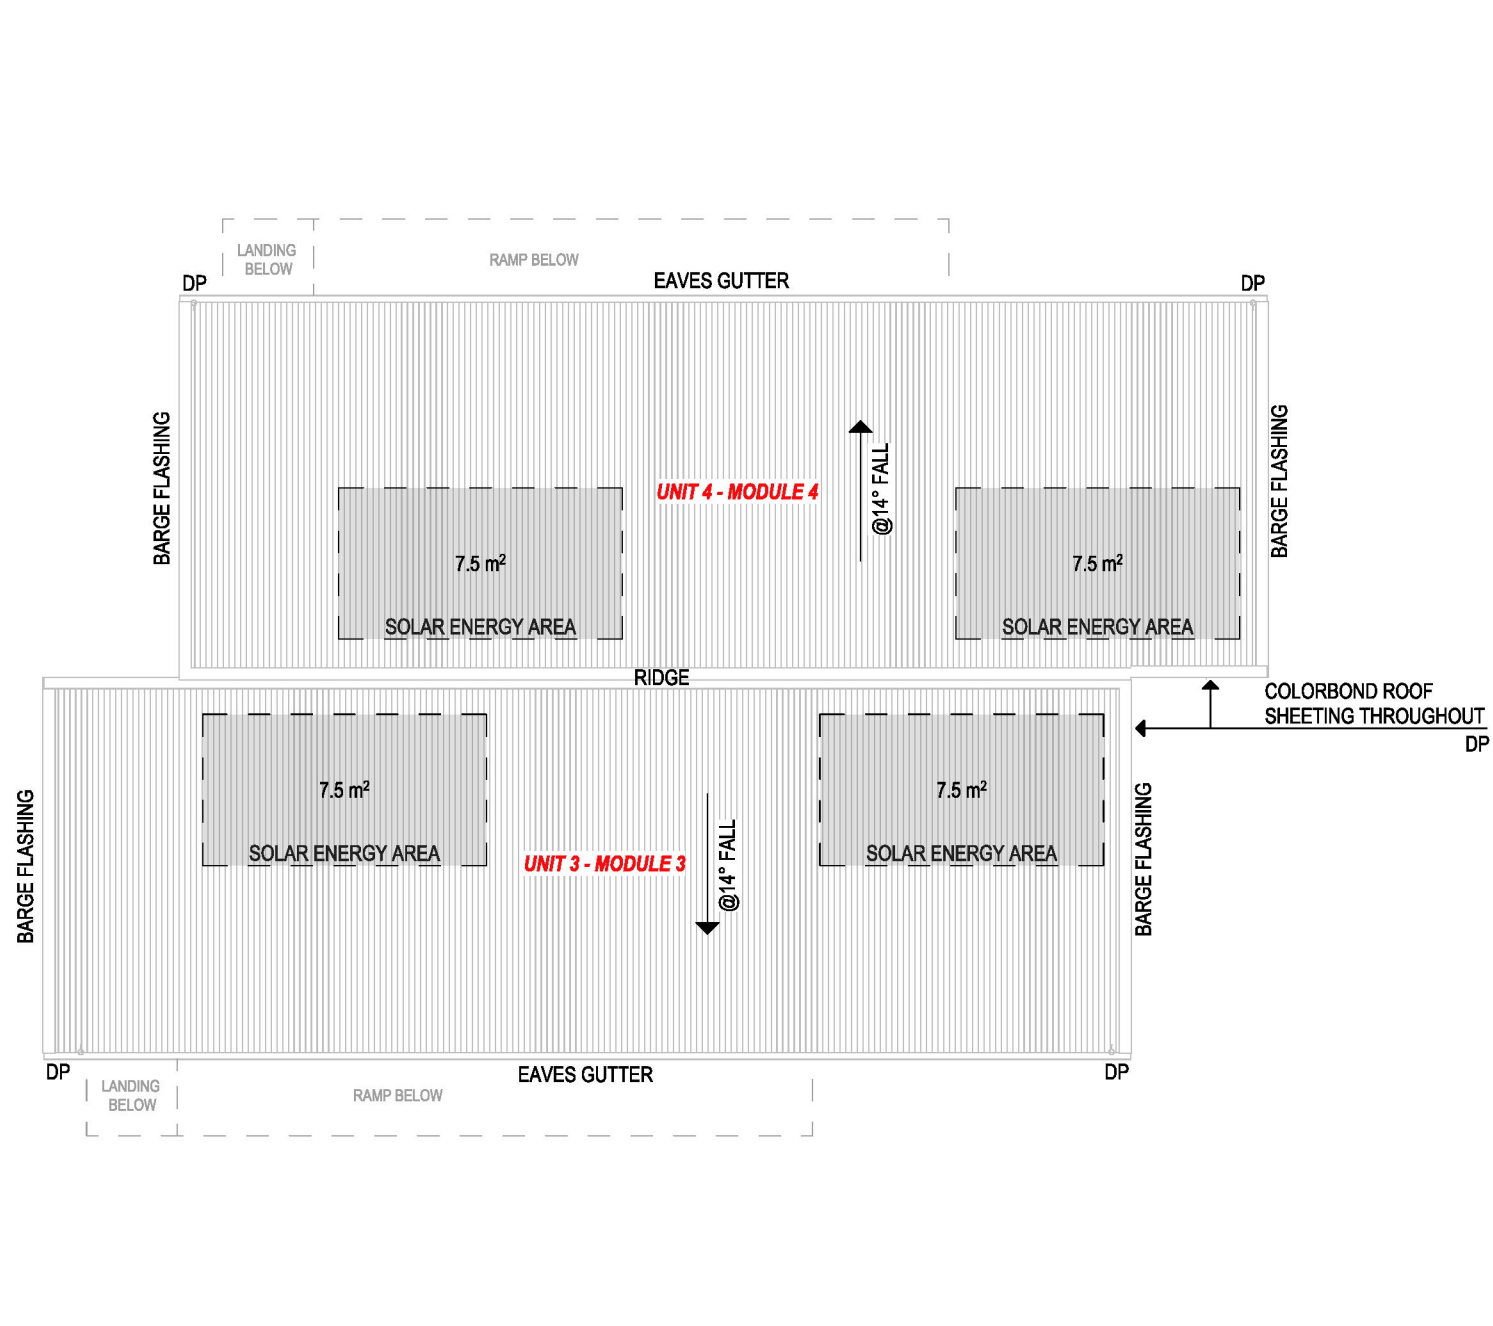 LANDING
BELOW
RAMP BELOW
DP
EAVES GUTTER
DP
BARGE FLASHING
BARGE FLASHING
@14° FALL
UNIT 4 - MODULE 4
7.5 m²
7.5 m²
SOLAR ENERGY AREA
SOLAR ENERGY AREA
RIDGE
COLORBOND ROOF
SHEETING THROUGHOUT
DP
7.5 m²
7.5 m²
BARGE FLASHING
BARGE FLASHING
SOLAR ENERGY AREA
SOLAR ENERGY AREA
UNIT 3 - MODULE 3
@14° FALL
DP
EAVES GUTTER
DP
LANDING
BELOW
RAMP BELOW